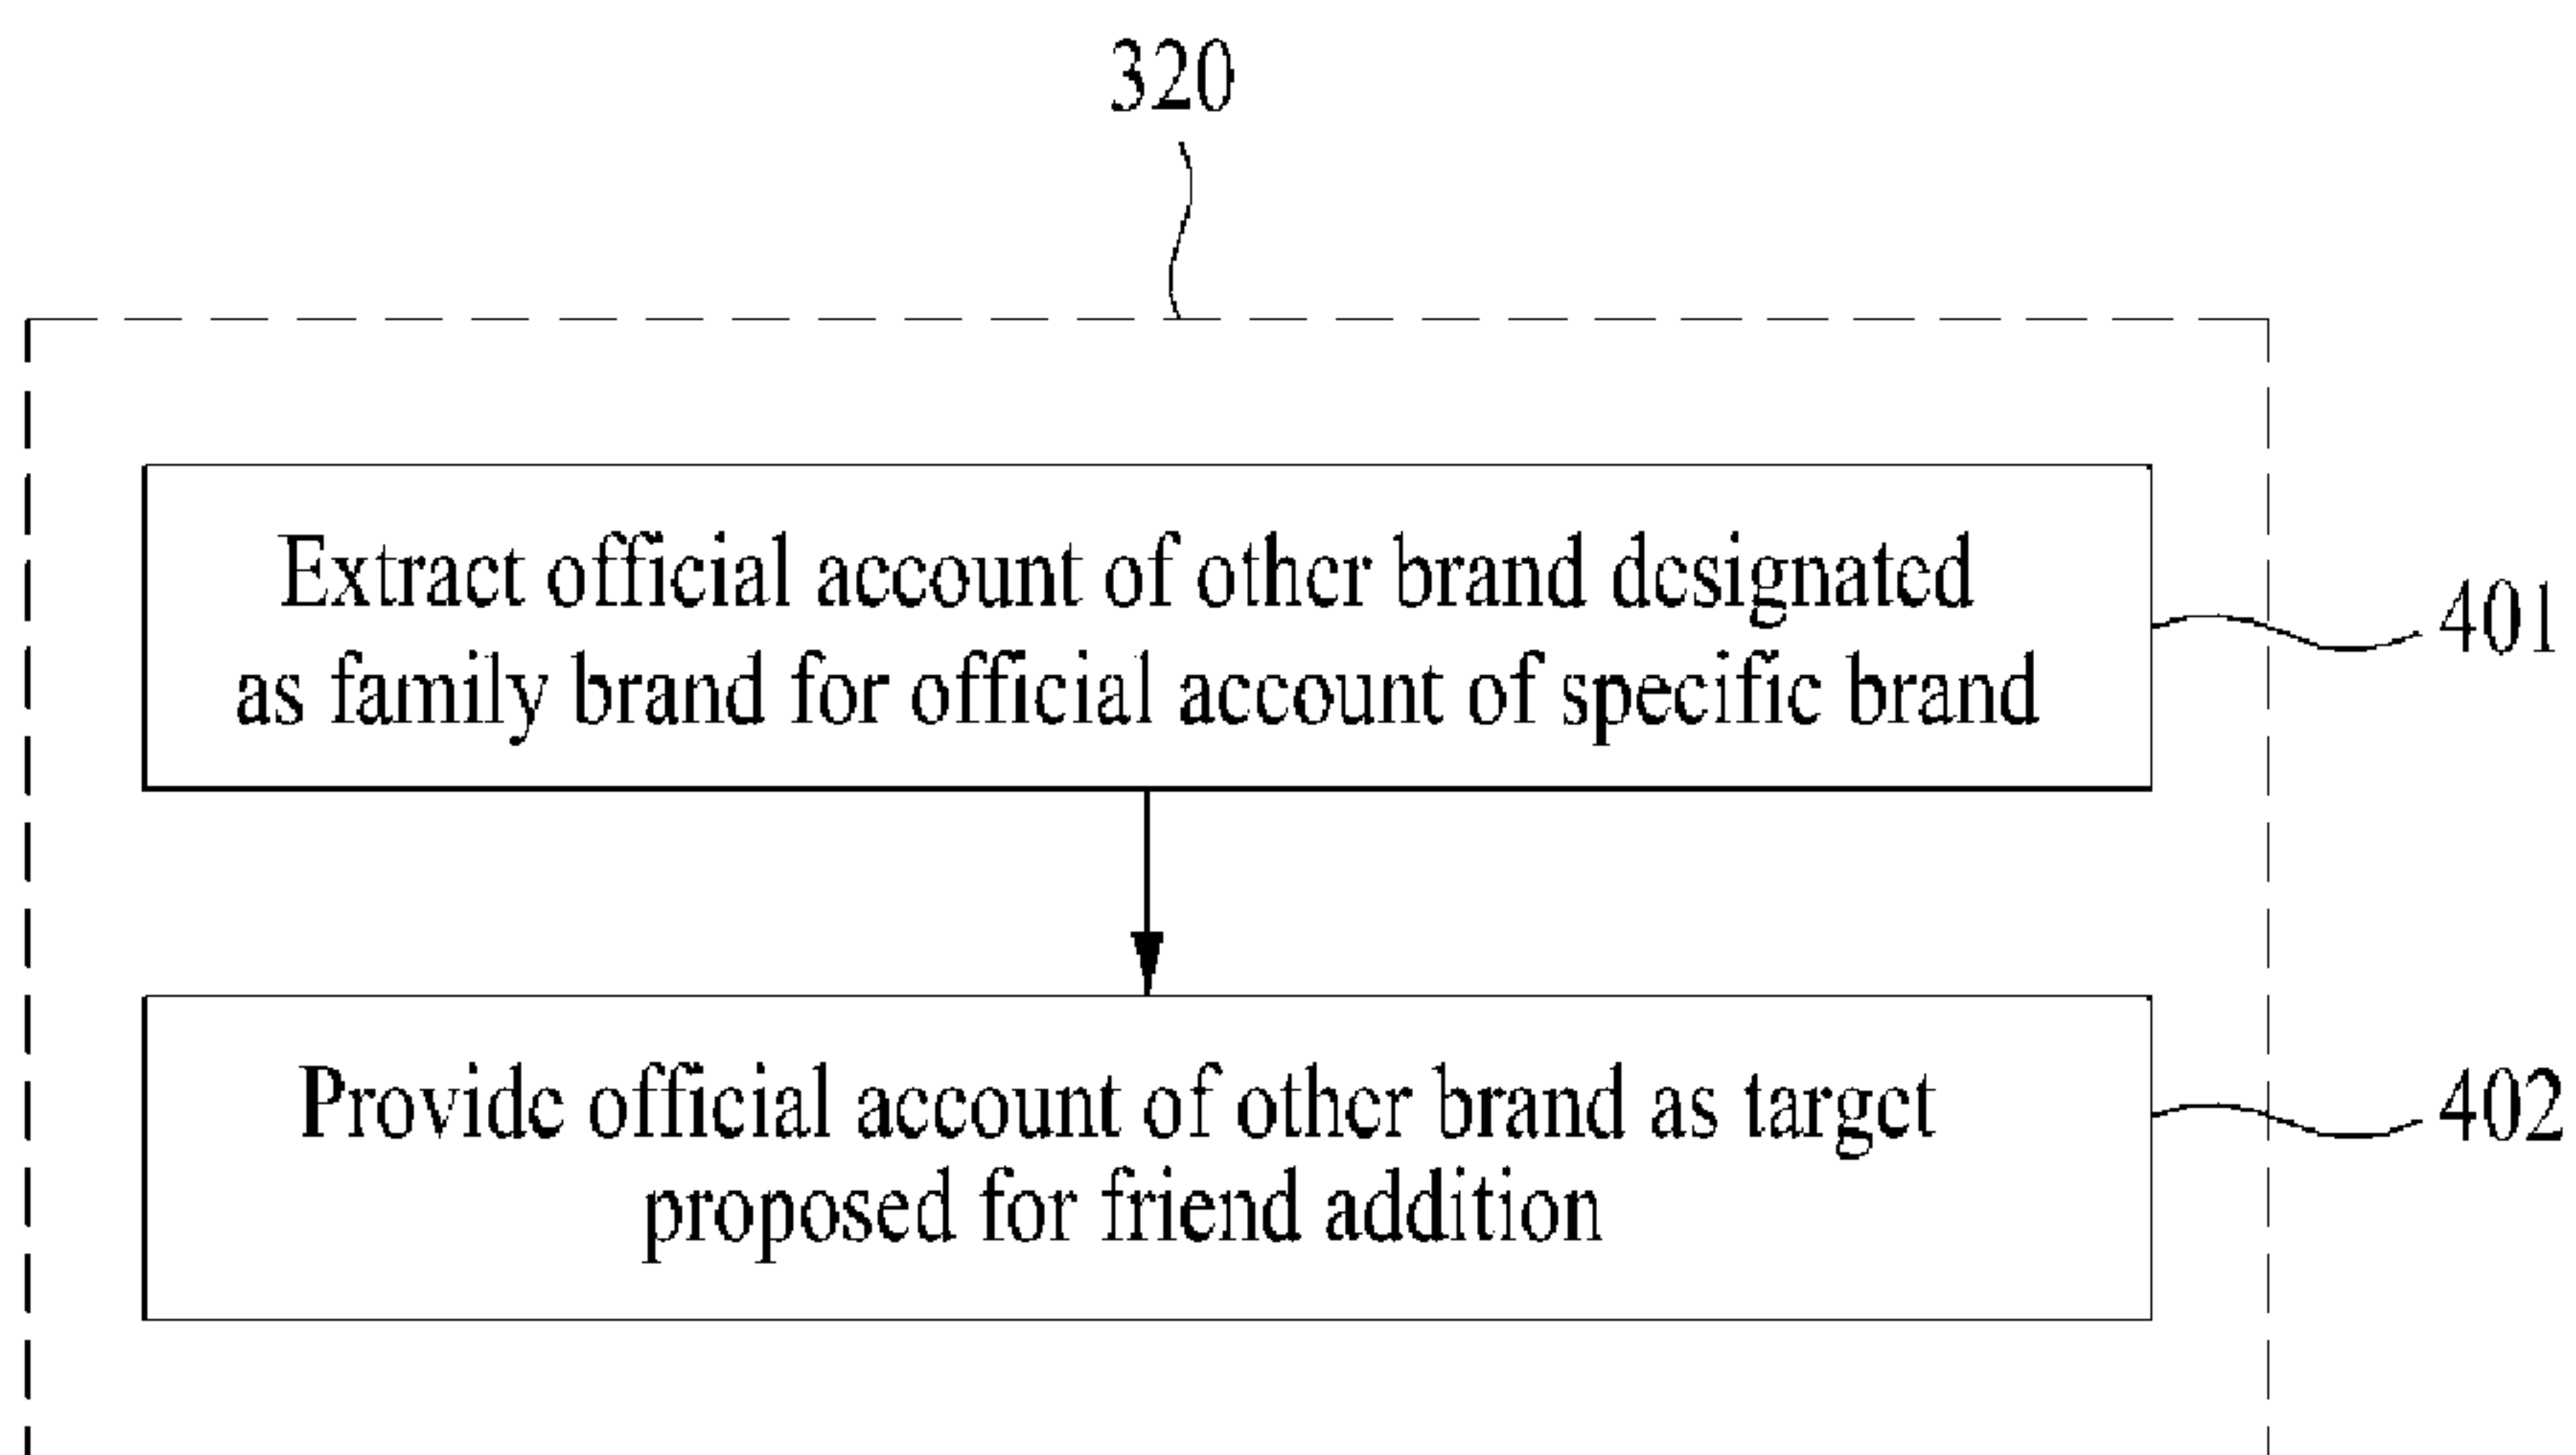 320
Extract official account of other brand designated
as family brand for official account of specific brand
401
Provide official account of other brand as target
proposed for friend addition
402